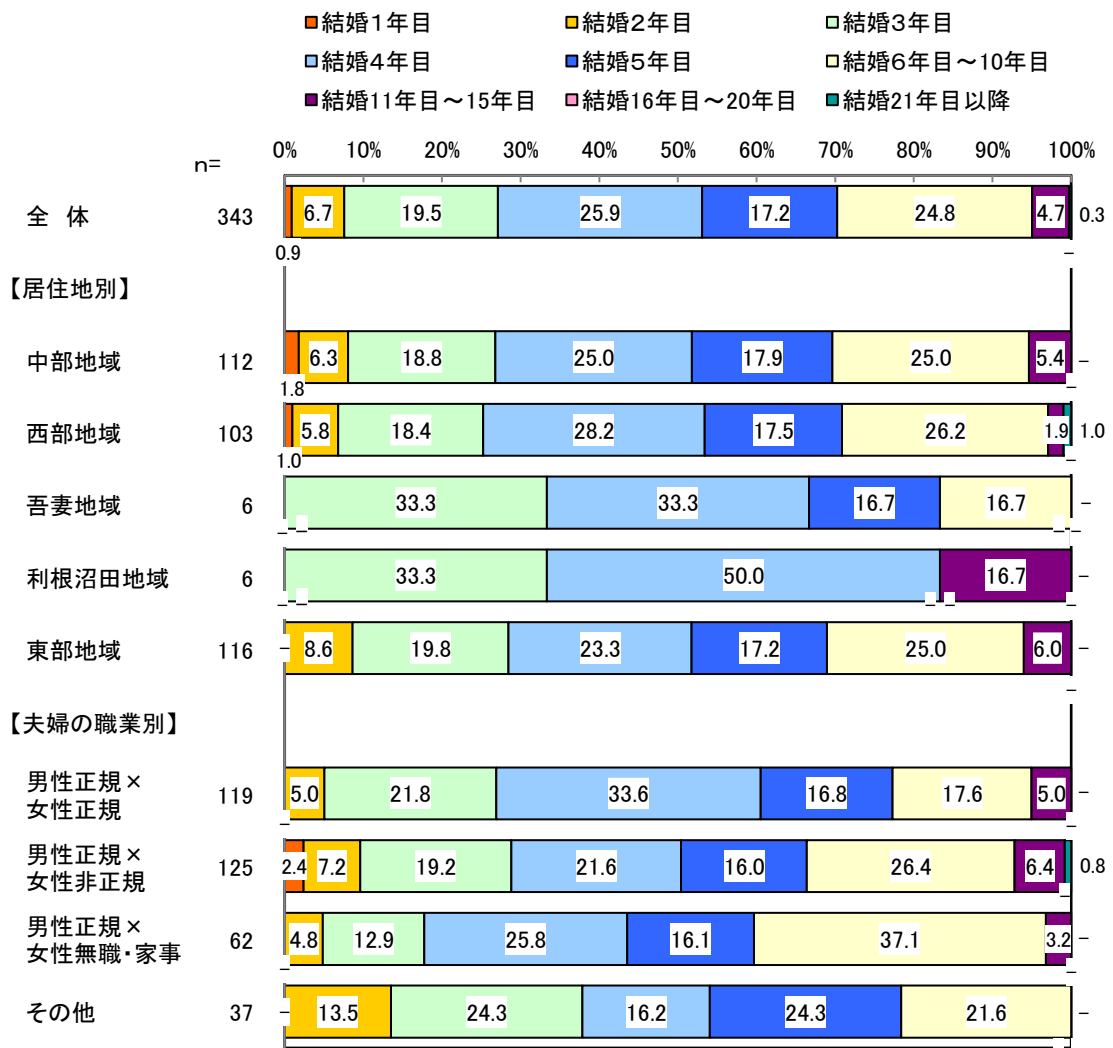 ■結婚1年目 ■結婚2年目 ■結婚3年目
■結婚4年目 ■結婚5年目 ■結婚6年目～10年目
■結婚11年目～15年目 ■結婚16年目～20年目 ■結婚21年目以降
n= 0% 10% 20% 30% 40% 50% 60% 70% 80% 90% 100%
全 体 343 6.7 19.5 25.9 17.2 24.8 4.7 0.3
0.9 –
【居住地別】
中部地域 112 6.3 18.8 25.0 17.9 25.0 5.4 –
1.8 –
西部地域 103 5.8 18.4 28.2 17.5 26.2 1.9 1.0
1.0 –
吾妻地域 6 33.3 33.3 16.7 16.7 –
– – – –
利根沼田地域 6 33.3 50.0 16.7 –
– – – – –
東部地域 116 – 8.6 19.8 23.3 17.2 25.0 6.0 –
–
【夫婦の職業別】
男性正規×
女性正規 119 5.0 21.8 33.6 16.8 17.6 5.0 –
– –
男性正規×
女性非正規 125 2.4 7.2 19.2 21.6 16.0 26.4 6.4 0.8
–
男性正規×
女性無職・家事 62 4.8 12.9 25.8 16.1 37.1 3.2 –
– –
その他 37 – 13.5 24.3 16.2 24.3 21.6 –
– –